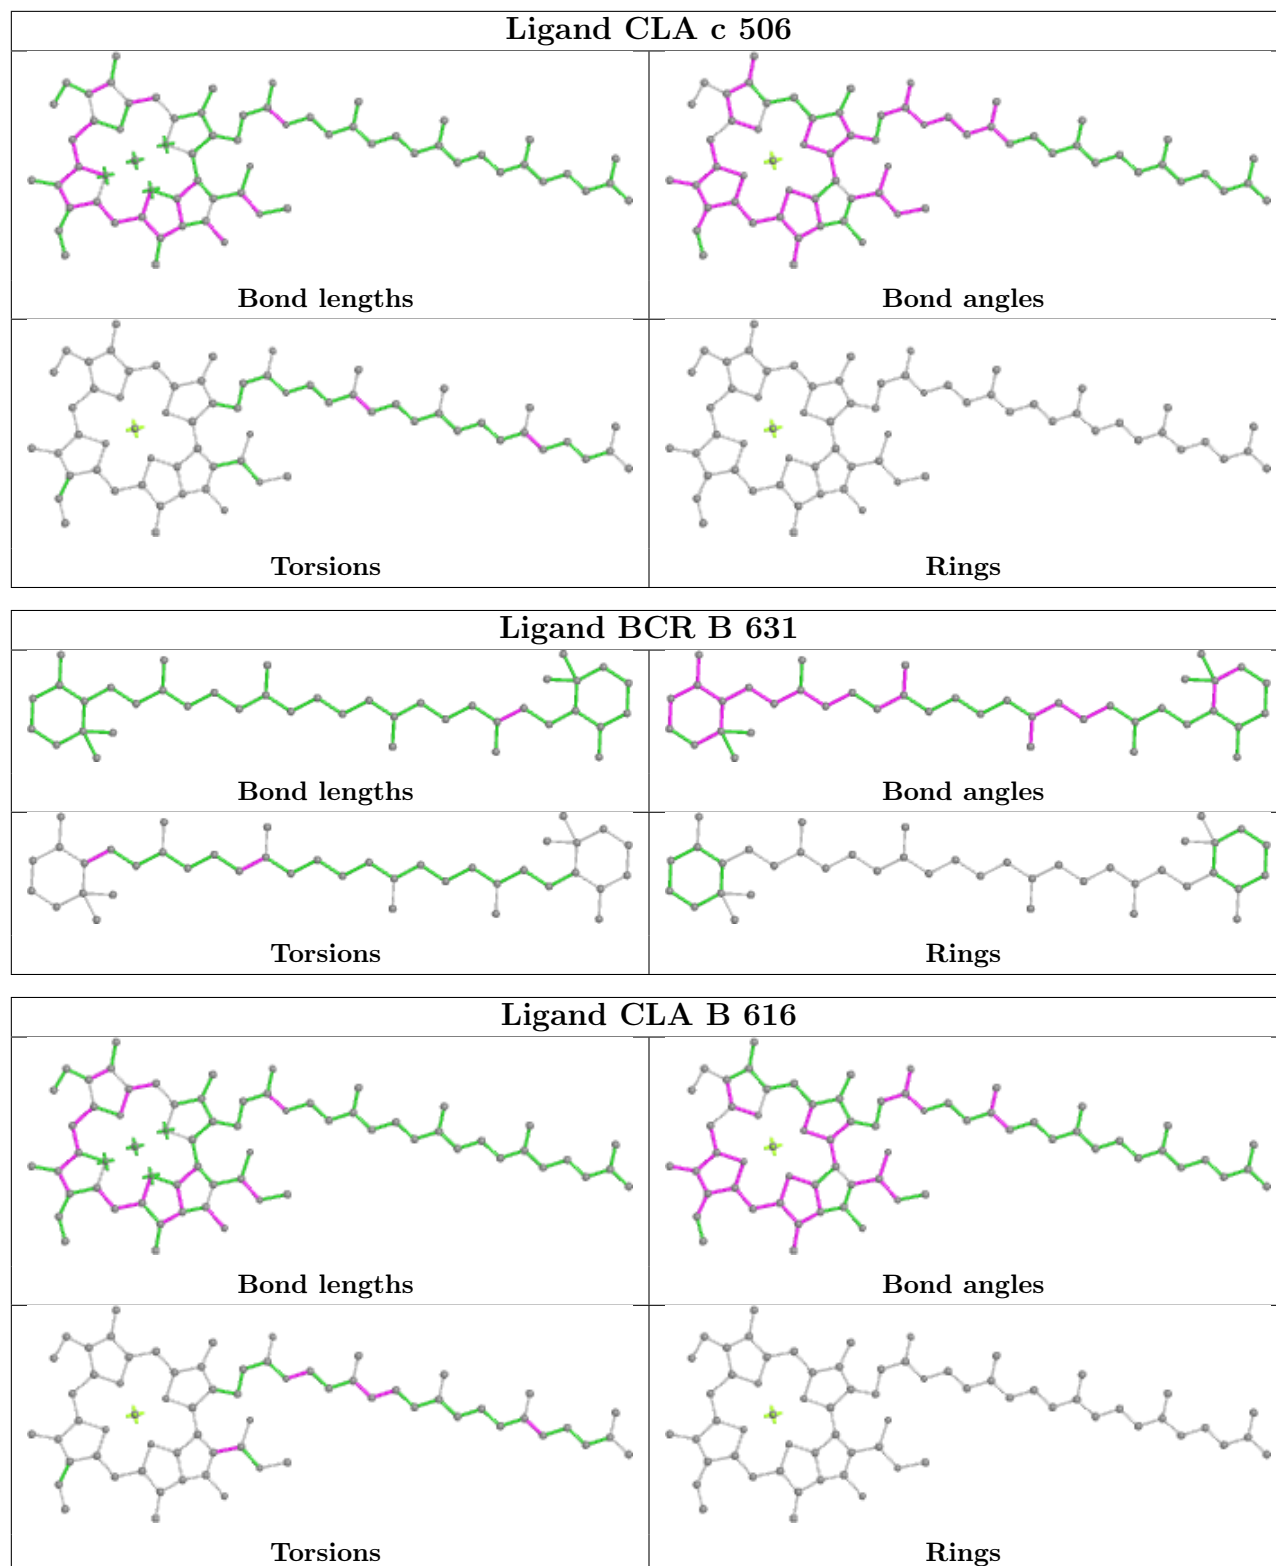 Ligand CLA c 506
Bond lengths
Bond angles
Torsions
Rings
Ligand BCR B 631
Bond lengths
Bond angles
Torsions
Rings
Ligand CLA B 616
Bond lengths
Bond angles
Torsions
Rings